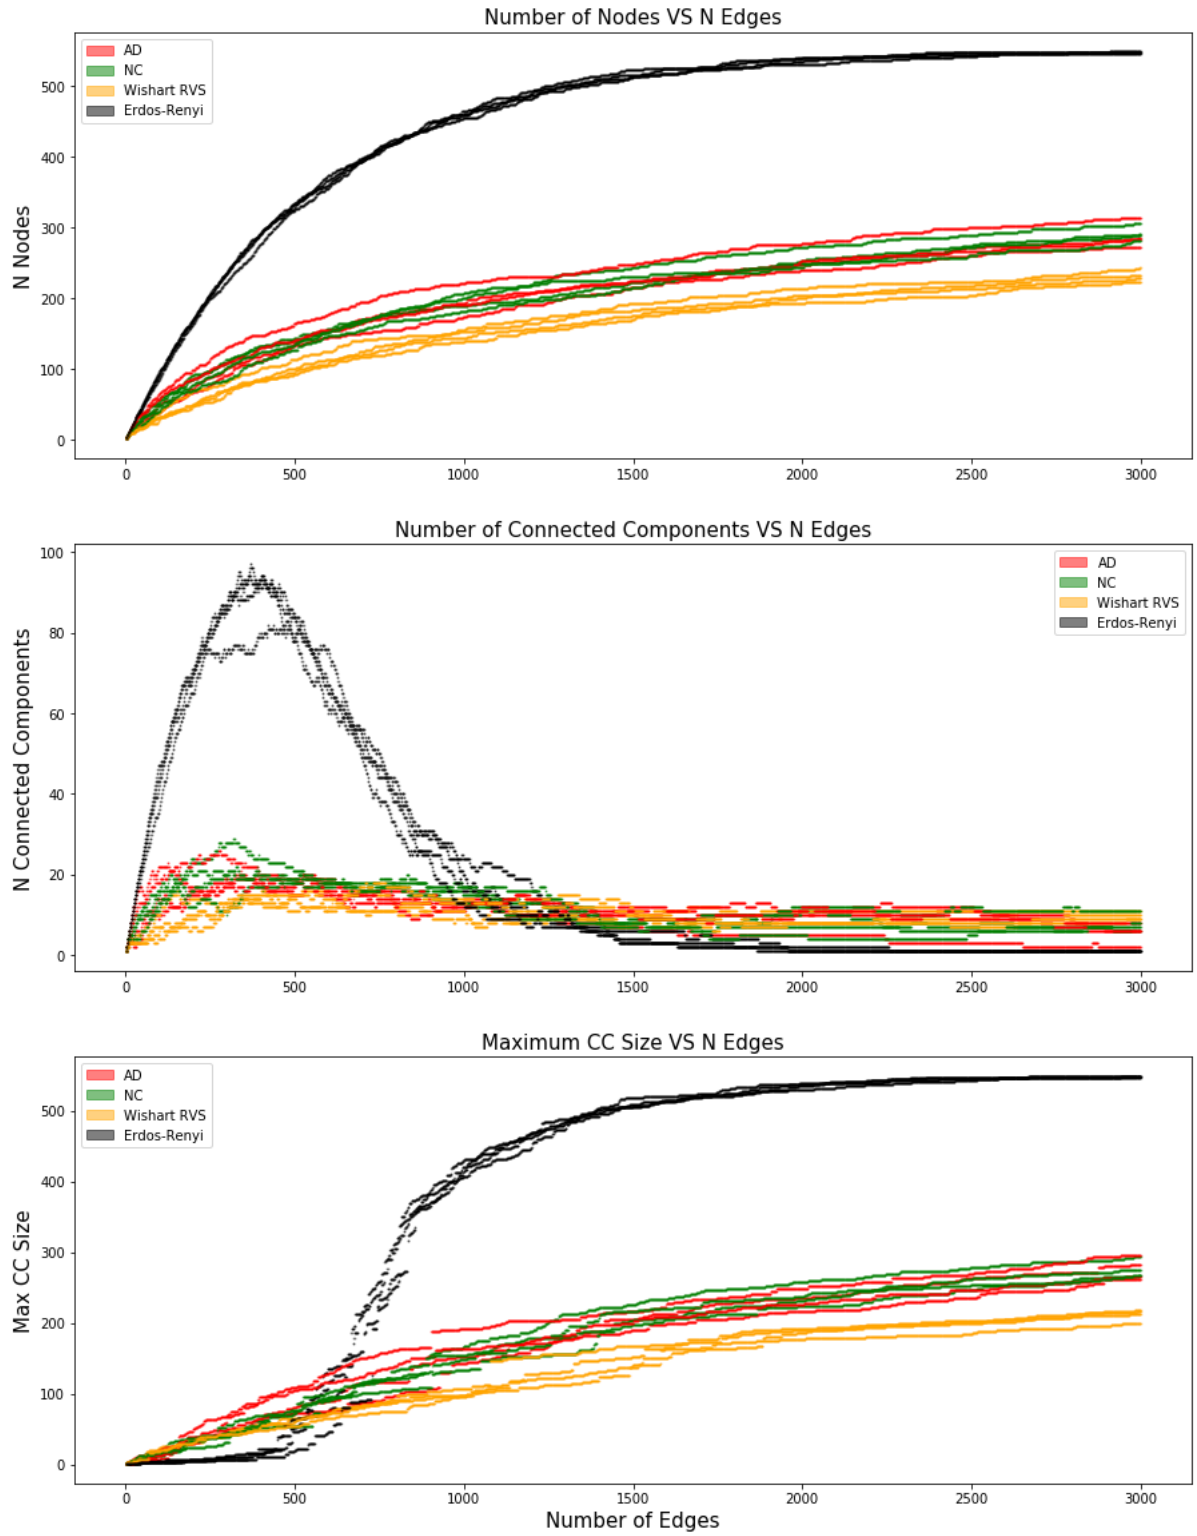 Number of Nodes VS N Edges
AD
NC
Wishart RVS
Erdos-Renyi
N Nodes
500
400
300
200
100
0
0 500 1000 1500 2000 2500 3000
Number of Connected Components VS N Edges
AD
NC
Wishart RVS
Erdos-Renyi
N Connected Components
100
80
60
40
20
0
0 500 1000 1500 2000 2500 3000
Maximum CC Size VS N Edges
AD
NC
Wishart RVS
Erdos-Renyi
Max CC Size
500
400
300
200
100
0
0 500 1000 1500 2000 2500 3000
Number of Edges